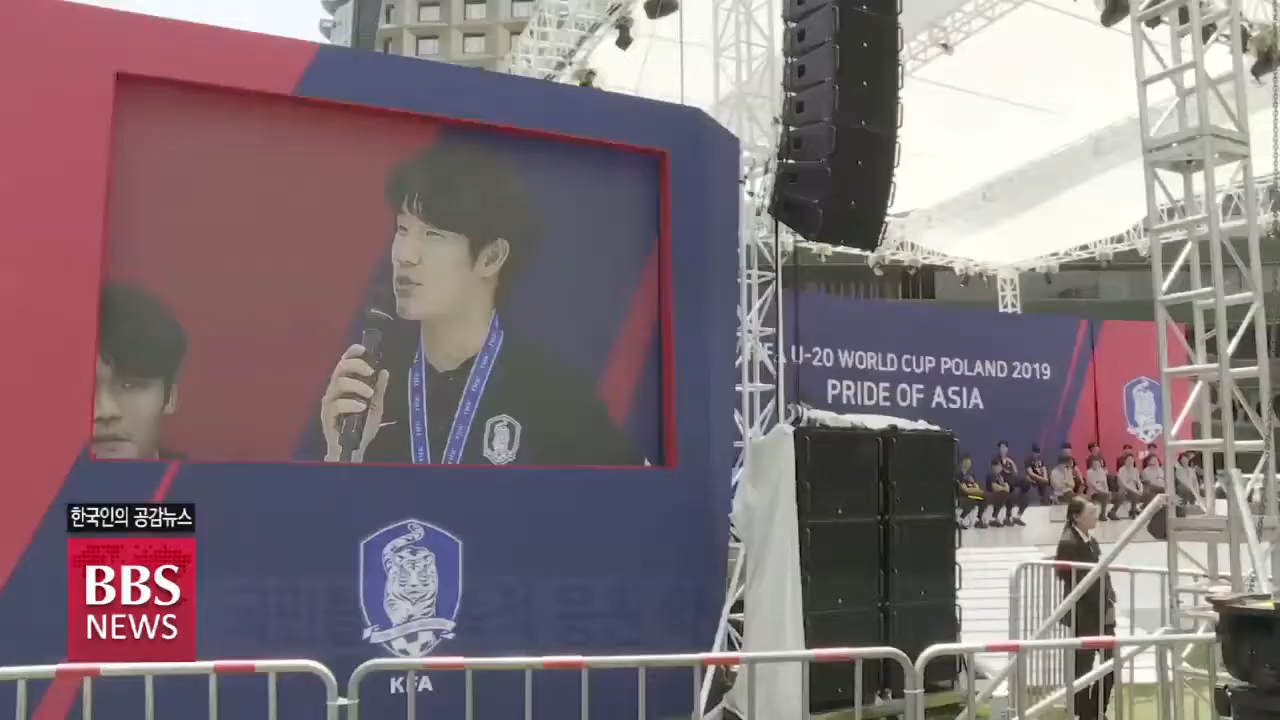 U-20 WORLD CUP POLAND 2019
PRIDE OF ASIA
한국인의 공감뉴스
BBS
NEWS
KFA